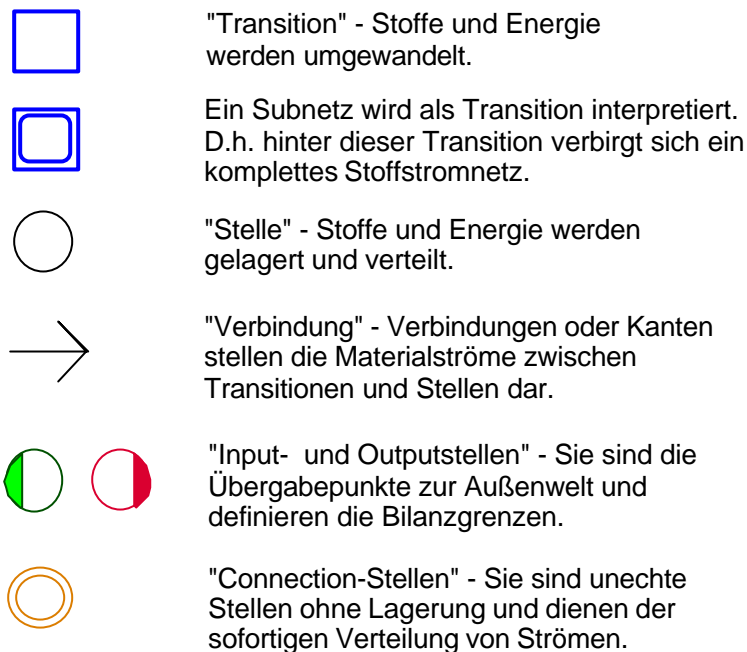 "Transition" - Stoffe und Energie
werden umgewandelt.
Ein Subnetz wird als Transition interpretiert.
D.h. hinter dieser Transition verbirgt sich ein
komplettes Stoffstromnetz.
"Stelle" - Stoffe und Energie werden
gelagert und verteilt.
"Verbindung" - Verbindungen oder Kanten
stellen die Materialströme zwischen
Transitionen und Stellen dar.
"Input- und Outputstellen" - Sie sind die
Übergabepunkte zur Außenwelt und
definieren die Bilanzgrenzen.
"Connection-Stellen" - Sie sind unechte
Stellen ohne Lagerung und dienen der
sofortigen Verteilung von Strömen.